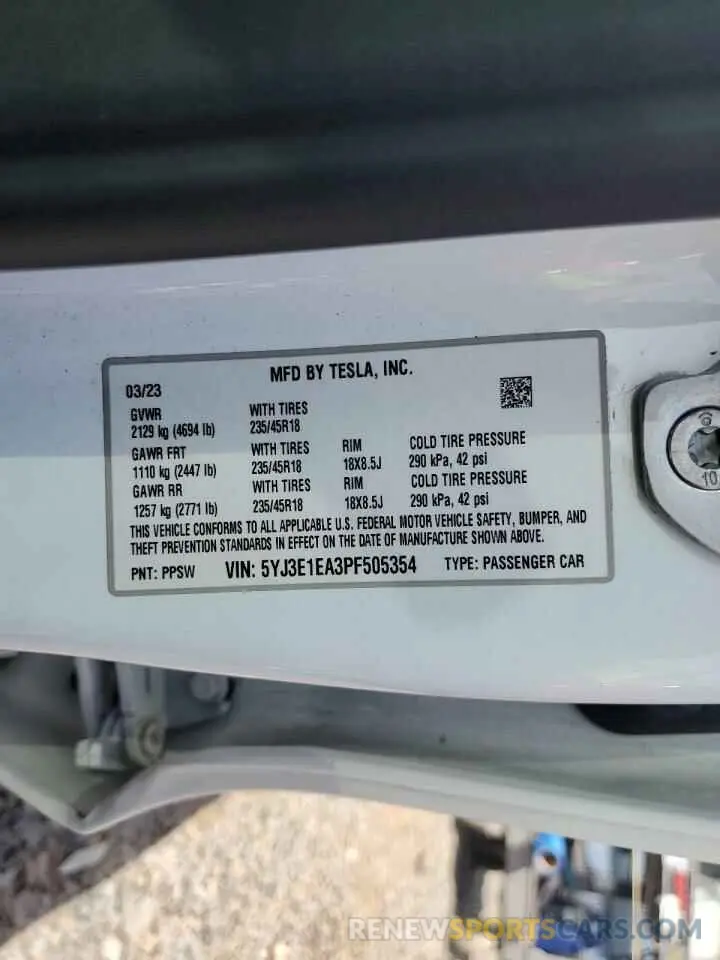 MFD BY TESLA, INC.
03/23
GVWR WITH TIRES
2129 kg (4694 lb) 235/45R18
GAWR FRT WITH TIRES RIM COLD TIRE PRESSURE
1110 kg (2447 lb) 235/45R18 18X8.5J 290 kPa, 42 psi
GAWR RR WITH TIRES RIM COLD TIRE PRESSURE
1257 kg (2771 lb) 235/45R18 18X8.5J 290 kPa, 42 psi
THIS VEHICLE CONFORMS TO ALL APPLICABLE U.S. FEDERAL MOTOR VEHICLE SAFETY, BUMPER, AND
THEFT PREVENTION STANDARDS IN EFFECT ON THE DATE OF MANUFACTURE SHOWN ABOVE.
PNT: PPSW VIN: 5YJ3E1EA3PF505354 TYPE: PASSENGER CAR
10
RENEWSPORTSCARS.COM